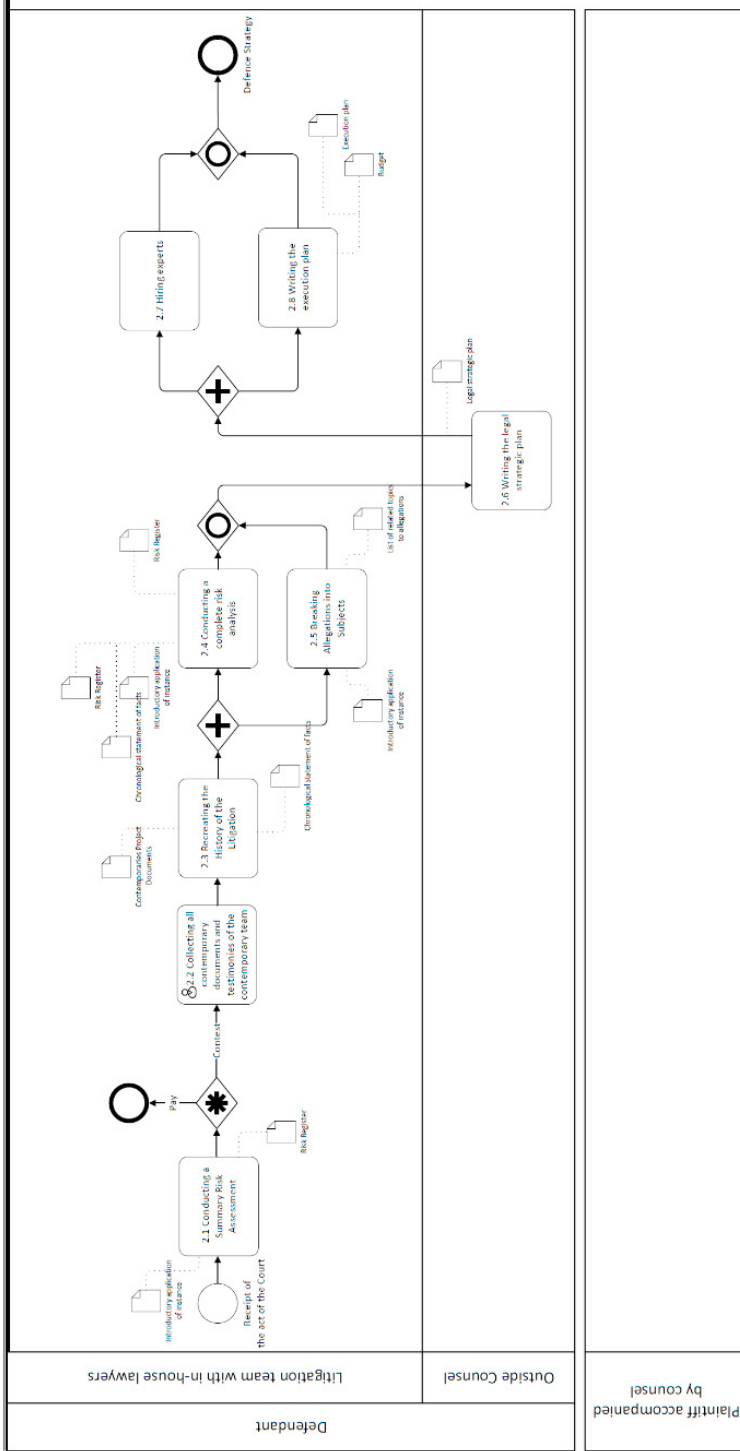 Defendant
Litigation team with in-house lawyers
Outside Counsel
Plaintiff accompanied
by counsel
Receipt of
the act of the Court
Introductory application
of instance
2.1 Conducting a
Summary Risk
Assessment
Risk Register
Pay
Contest
2.2 Collecting all
contemporary
documents and
testimonies of the
contemporary team
Contemporaries Project
Documents
2.3 Recreating the
History of the
Litigation
Chronological statement of facts
Risk Register
Chronological statement of facts
Introductory application
of instance
2.4 Conducting a
complete risk
analysis
Risk Register
Introductory application
of instance
2.5 Breaking
Allegations into
Subjects
List of related topics
to allegations
2.6 Writing the legal
strategic plan
Legal strategic plan
2.7 Hiring experts
2.8 Writing the
execution plan
Execution plan
Budget
Defence Strategy